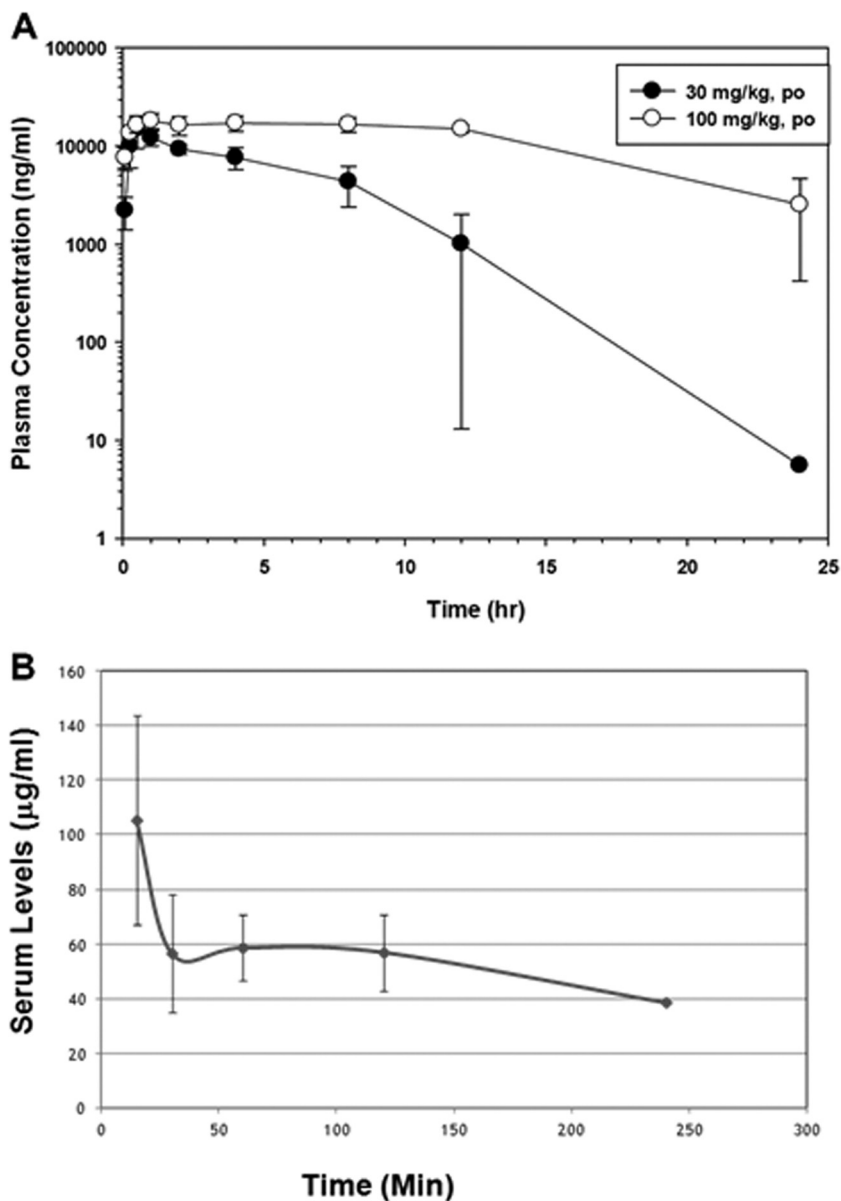 A
100000
10000
1000
100
10
1
Plasma Concentration (ng/ml)
30 mg/kg, po
100 mg/kg, po
0 5 10 15 20 25
Time (hr)
B
160
140
120
100
80
60
40
20
0
Serum Levels (μg/ml)
0 50 100 150 200 250 300
Time (Min)